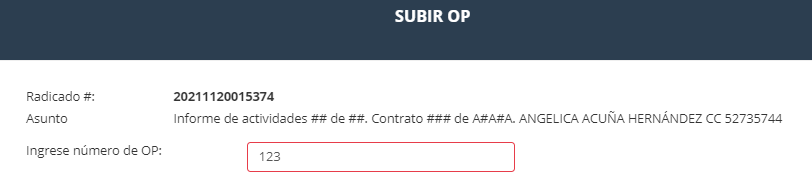 SUBIR OP
Radicado #: 20211120015374
Asunto Informe de actividades ## de ##. Contrato ### de A#A#A. ANGELICA ACUÑA HERNÁNDEZ CC 52735744
Ingrese número de OP: 123